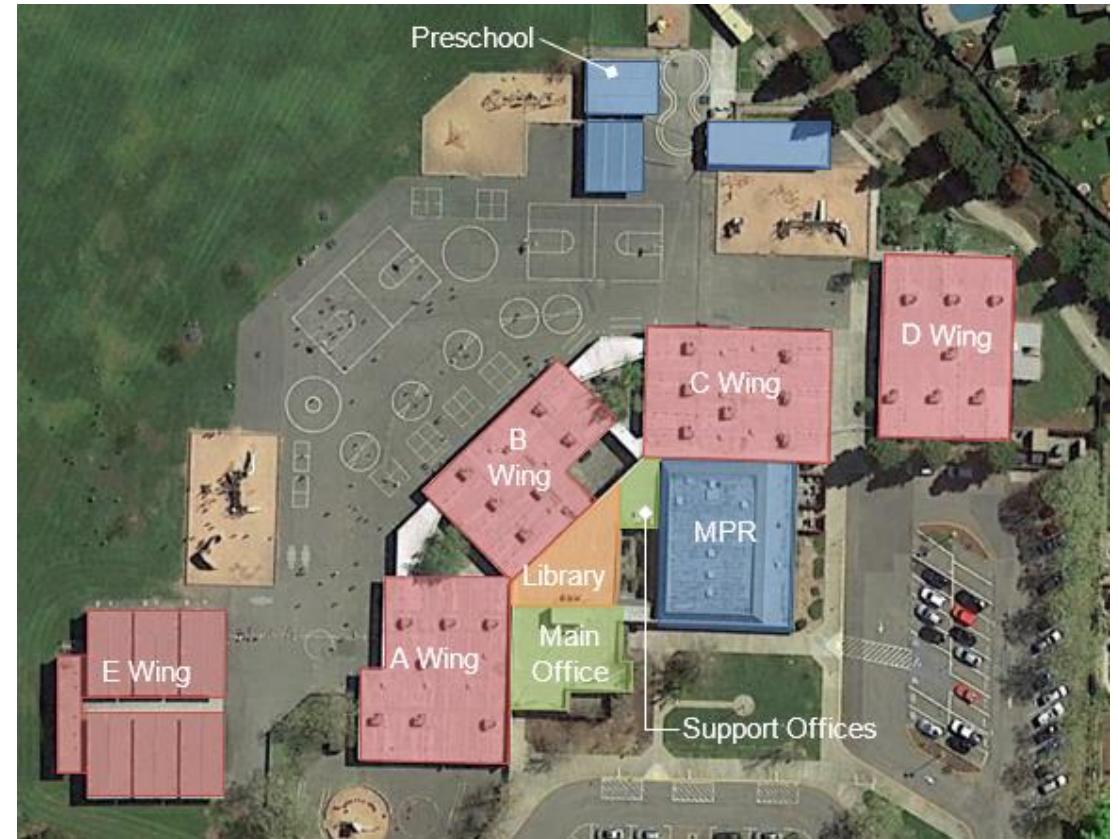 Preschool
D Wing
C Wing
B
Wing
MPR
Library
Main
Office
A Wing
E Wing
Support Offices